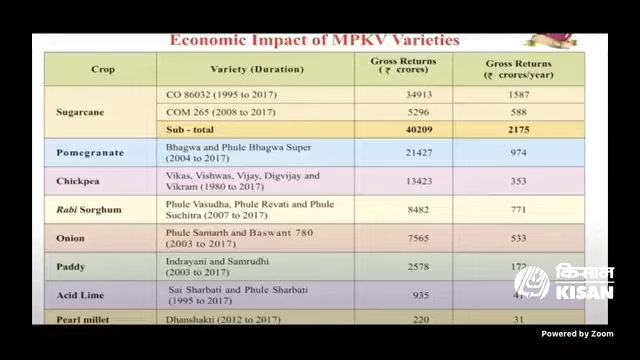 Economic Impact of MPKV Varieties
Crop Variety (Duration) Gross Returns (₹ crores) Gross Returns (₹ crores/year)
Sugarcane CO 86032 (1995 to 2017) 34913 1587
COM 265 (2008 to 2017) 5296 588
Sub - total 40209 2175
Pomegranate Bhagwa and Phule Bhagwa Super (2004 to 2017) 21427 974
Chickpea Vikas, Vishwas, Vijay, Digvijay and Vikram (1980 to 2017) 13423 353
Rabi Sorghum Phule Vasudha, Phule Revati and Phule Suchitra (2007 to 2017) 8482 771
Onion Phule Samarth and Baswant 780 (2003 to 2017) 7565 533
Paddy Indrayani and Samrudhi (2003 to 2017) 2578
Acid Lime Sai Sharbati and Phule Sharbati (1995 to 2017) 935
Pearl millet Dhanshakti (2012 to 2017) 220 31
किसान
KISAN
Powered by Zoom